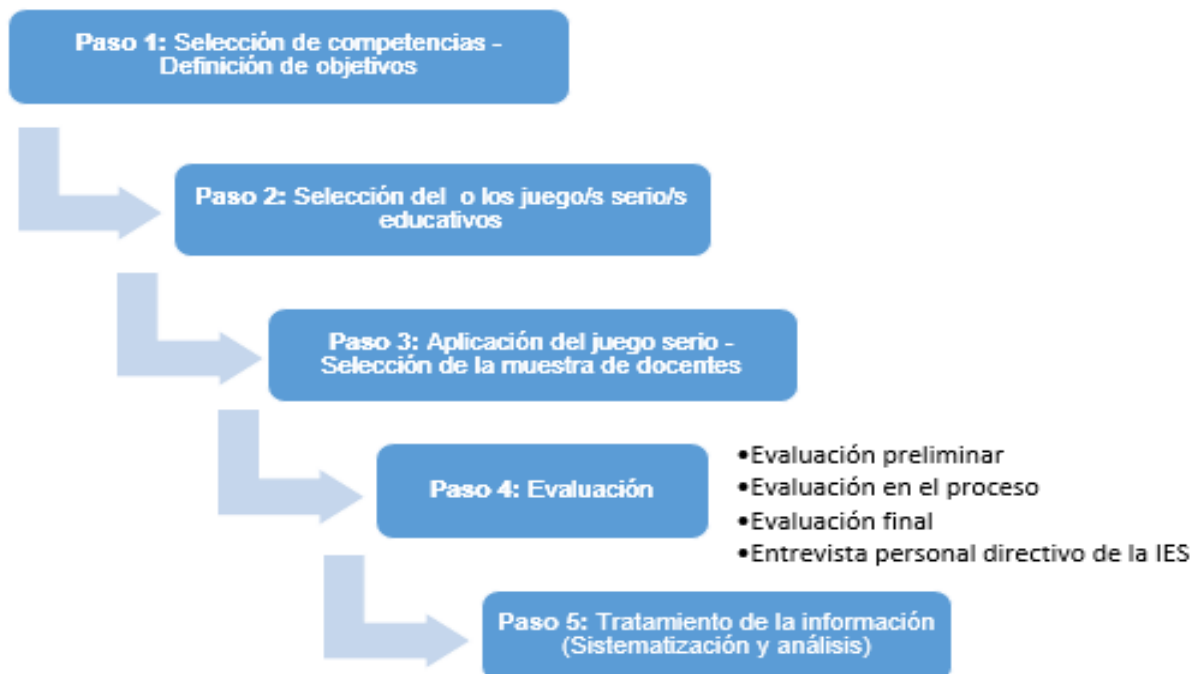 Paso 1: Selección de competencias -
Definición de objetivos
Paso 2: Selección del o los juego/s serio/s
educativos
Paso 3: Aplicación del juego serio -
Selección de la muestra de docentes
Paso 4: Evaluación
•Evaluación preliminar
•Evaluación en el proceso
•Evaluación final
•Entrevista personal directivo de la IES
Paso 5: Tratamiento de la información
(Sistematización y análisis)